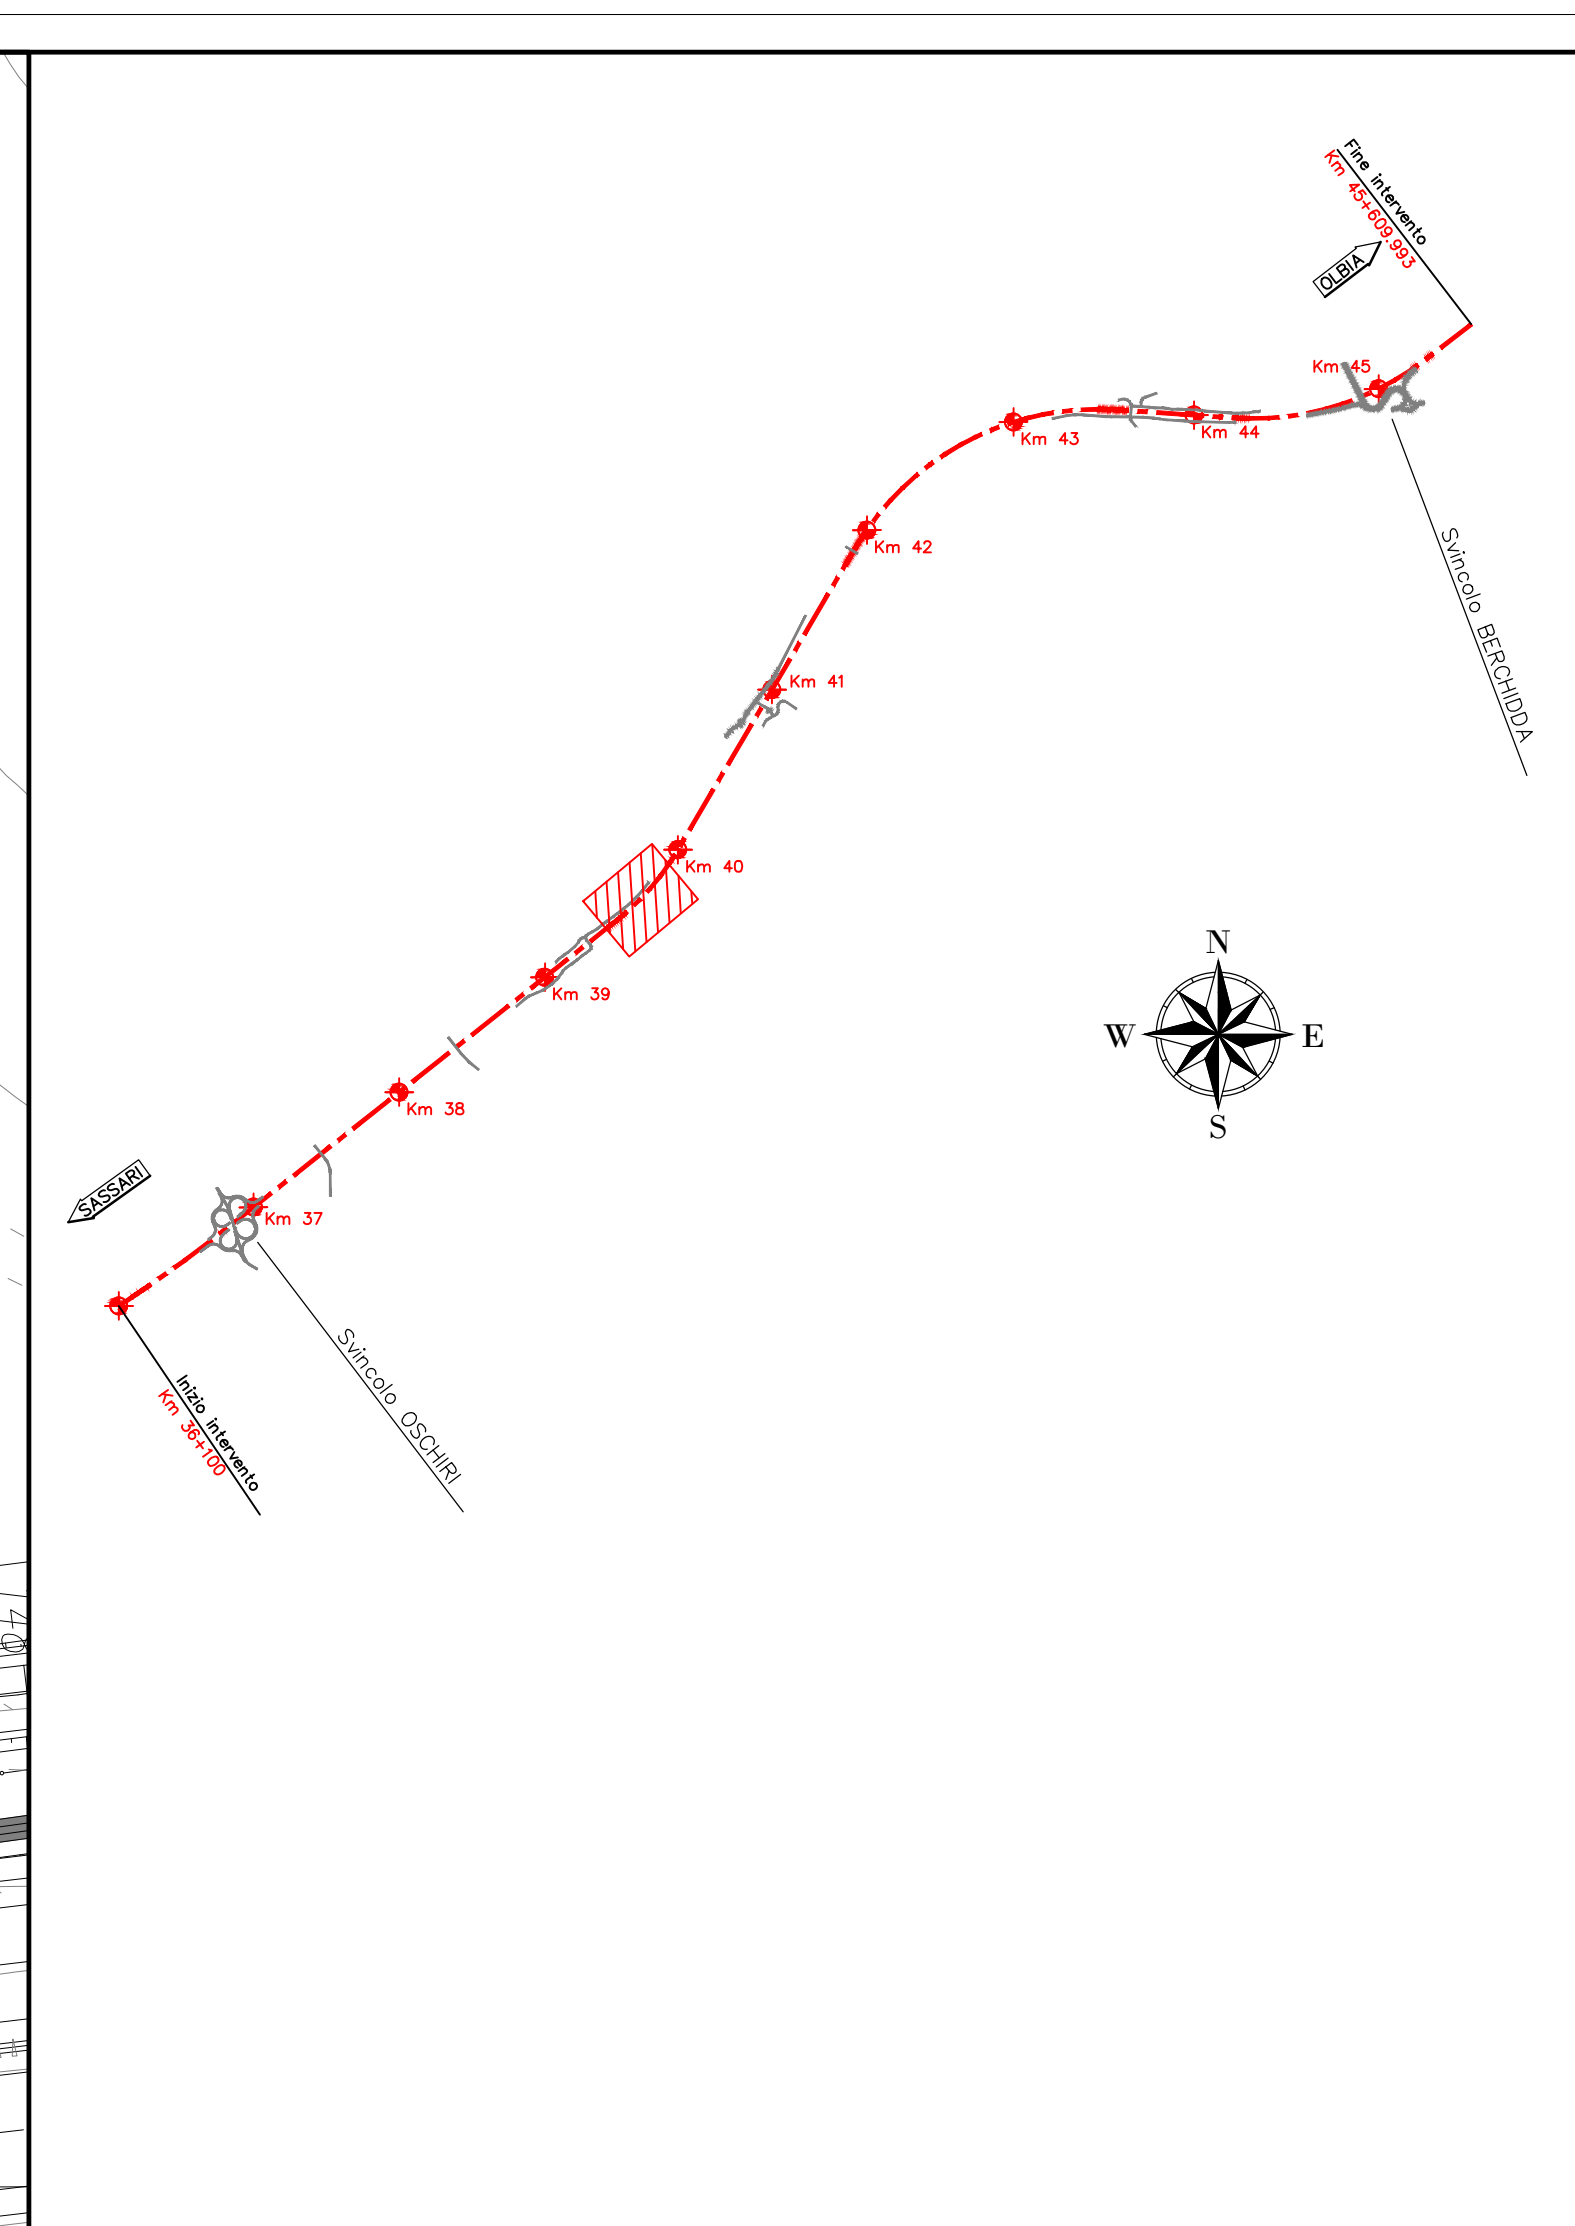 Fine intervento
Km 45+609.993
OLBIA
Km 45
Km 44
Km 43
Svincolo BERCHIDDA
Km 42
Km 41
Km 40
N
W
E
S
Km 39
Km 38
SASSARI
Km 37
Svincolo OSCHIRI
Inizio intervento
Km 36+100
40